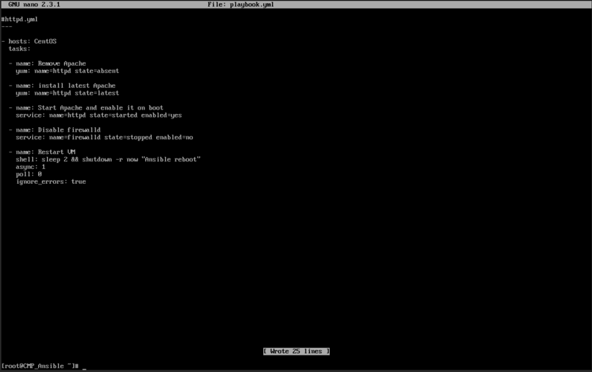 GNU nano 2.3.1 File: playbook.yml
#httpd.yml
---
- hosts: CentOS
  tasks:
  - name: Remove Apache
    yum: name=httpd state=absent
  - name: install latest Apache
    yum: name=httpd state=latest
  - name: Start Apache and enable it on boot
    service: name=httpd state=started enabled=yes
  - name: Disable firewalld
    service: name=firewalld state=stopped enabled=no
  - name: Restart VM
    shell: sleep 2 && shutdown -r now "Ansible reboot"
    async: 1
    poll: 0
    ignore_errors: true
[ Wrote 25 lines ]
[root@CMP_Ansible ~]# _